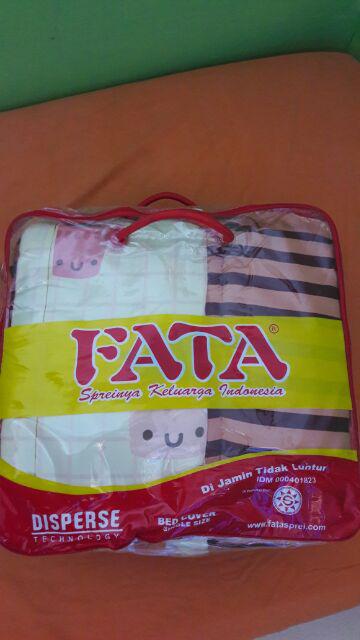 FATA®
Spreinya Keluarga Indonesia
Di Jamin Tidak Luntur
IDM 000401823
DISPERSE
TECHNOLOGY
BED COVER
SINGLE SIZE
www.fatasprei.com